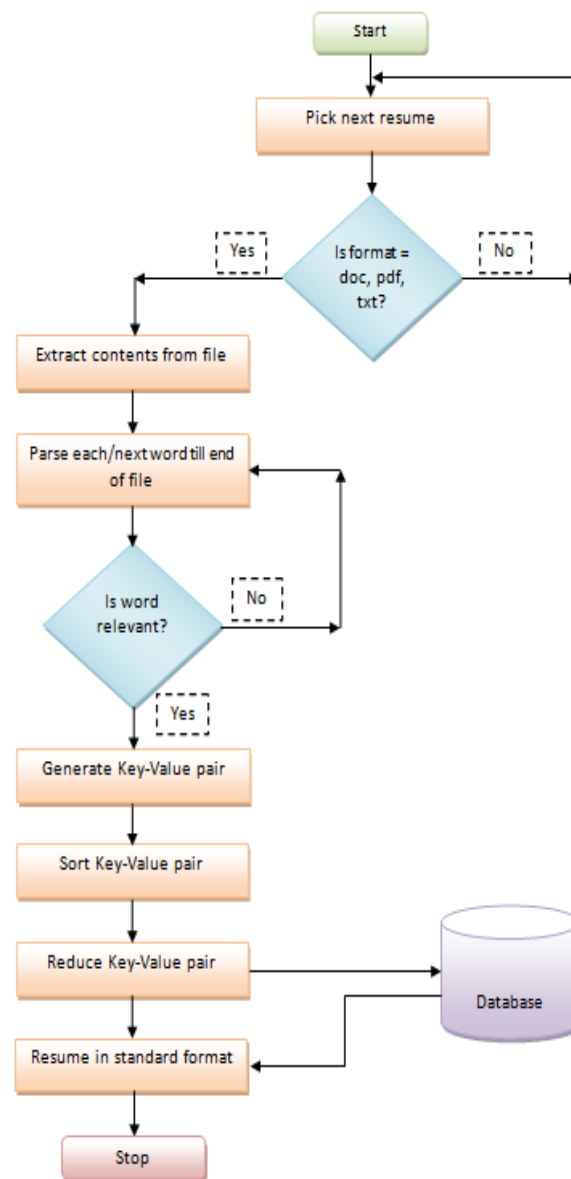 Start
Pick next resume
Is format =
doc, pdf,
txt?
Yes
No
Extract contents from file
Parse each/next word till end
of file
Is word
relevant?
No
Yes
Generate Key-Value pair
Sort Key-Value pair
Reduce Key-Value pair
Database
Resume in standard format
Stop